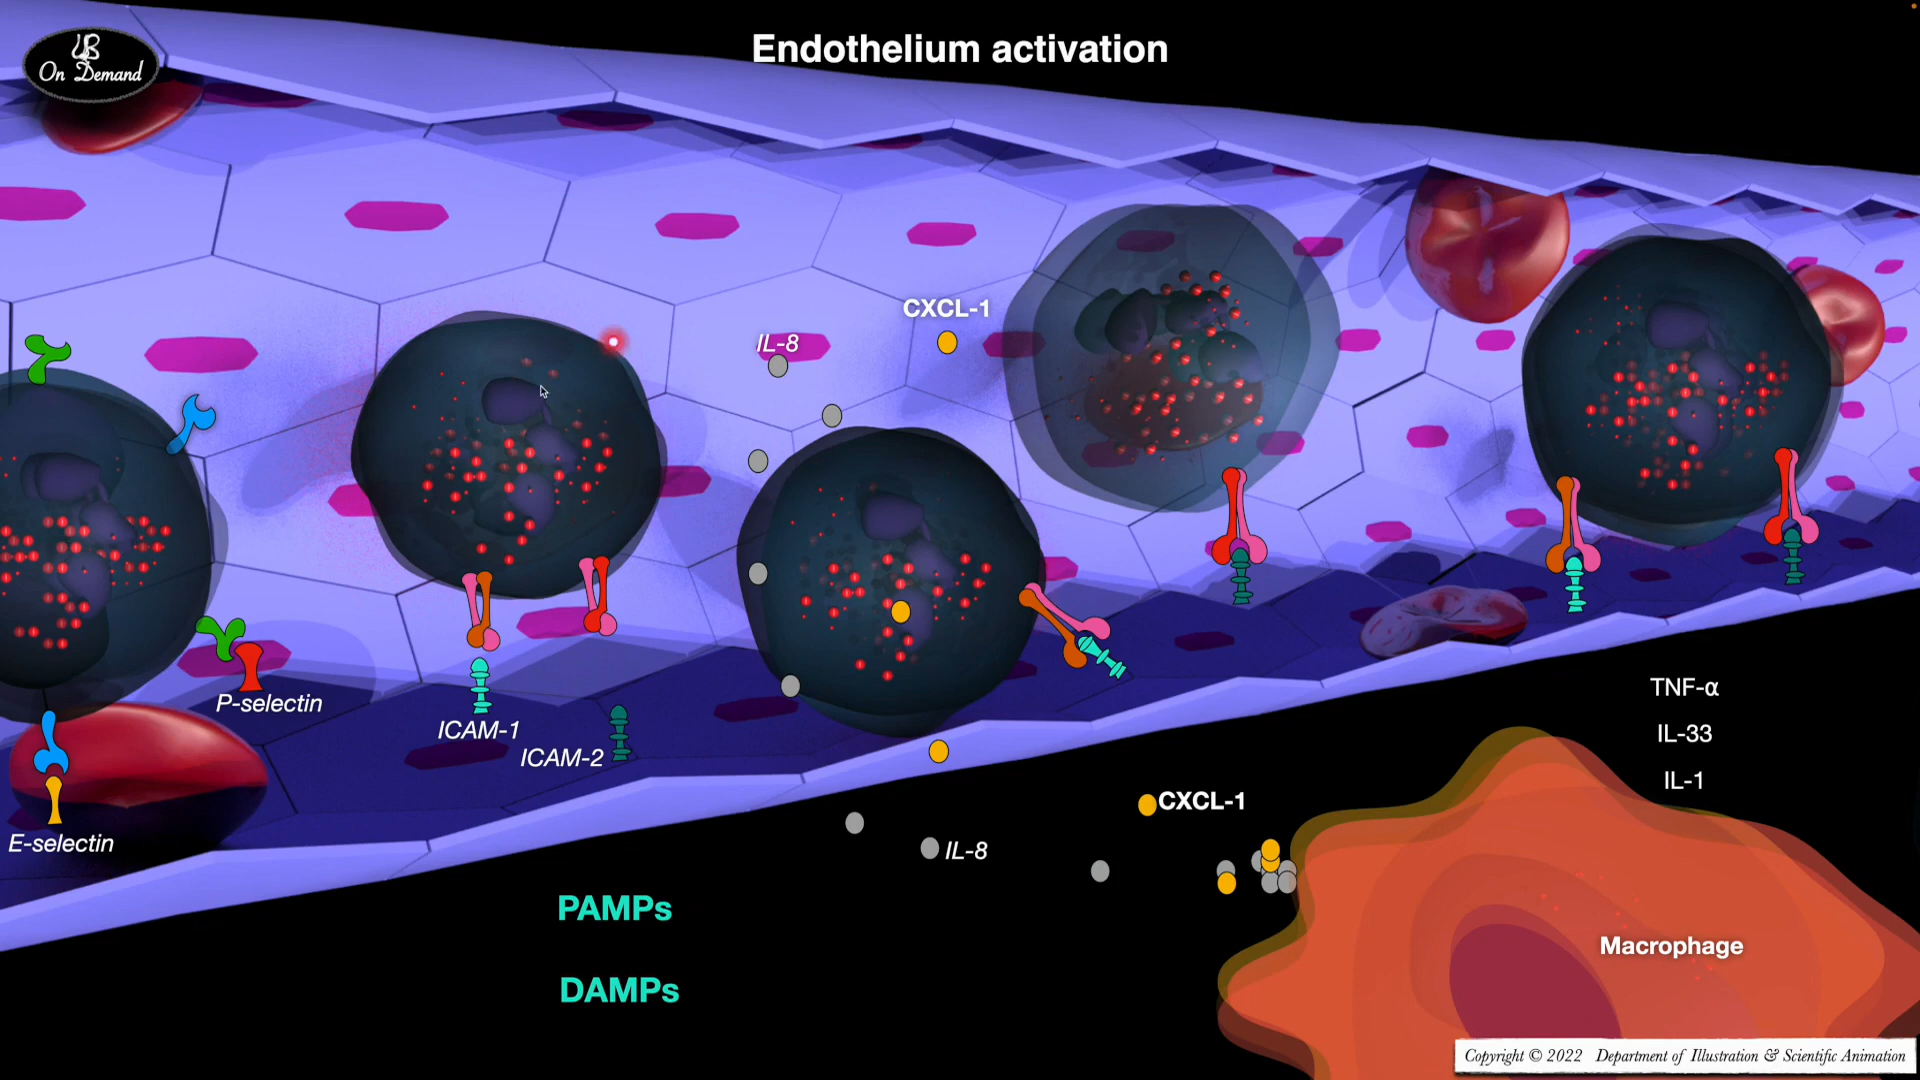 Endothelium activation
LB
On Demand
CXCL-1
IL-8
P-selectin
ICAM-1
ICAM-2
E-selectin
TNF-α
IL-33
IL-1
CXCL-1
IL-8
PAMPs
DAMPs
Macrophage
Copyright © 2022 Department of Illustration & Scientific Animation